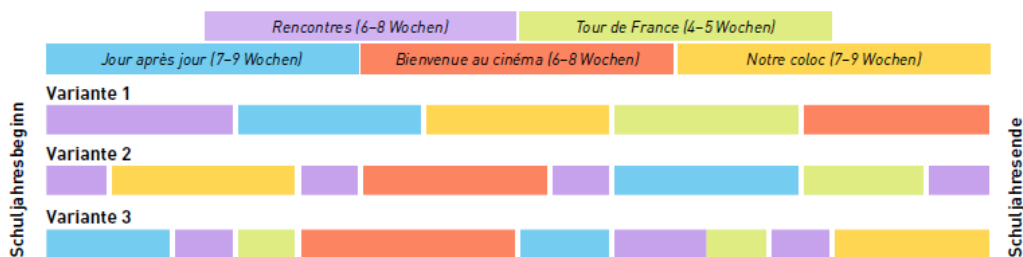 Rencontres (6–8 Wochen) Tour de France (4–5 Wochen)
Jour après jour (7–9 Wochen) Bienvenue au cinéma (6–8 Wochen) Notre coloc (7–9 Wochen)
Schuljahresbeginn
Variante 1
Variante 2
Variante 3
Schuljahresende